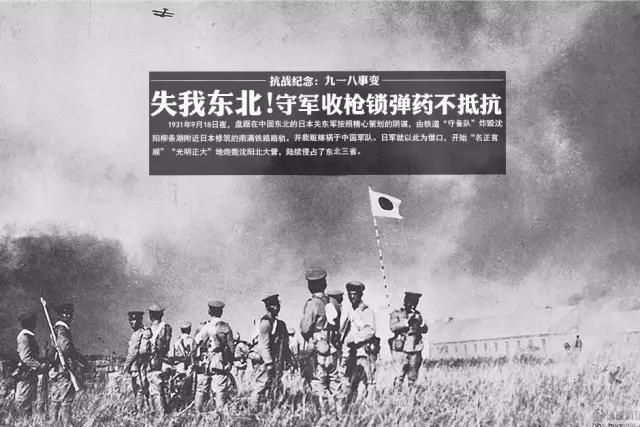 抗战纪念：九一八事变
失我东北！守军收枪锁弹药不抵抗
1931年9月18日夜，盘踞在中国东北的日本关东军按照精心策划的阴谋，由铁道“守备队”炸毁沈
阳柳条湖附近日本修筑的南满铁路路轨，并栽赃嫁祸于中国军队。日军就以此为借口，开始“名正言
顺”“光明正大”地炮轰沈阳北大营，陆续侵占了东北三省。